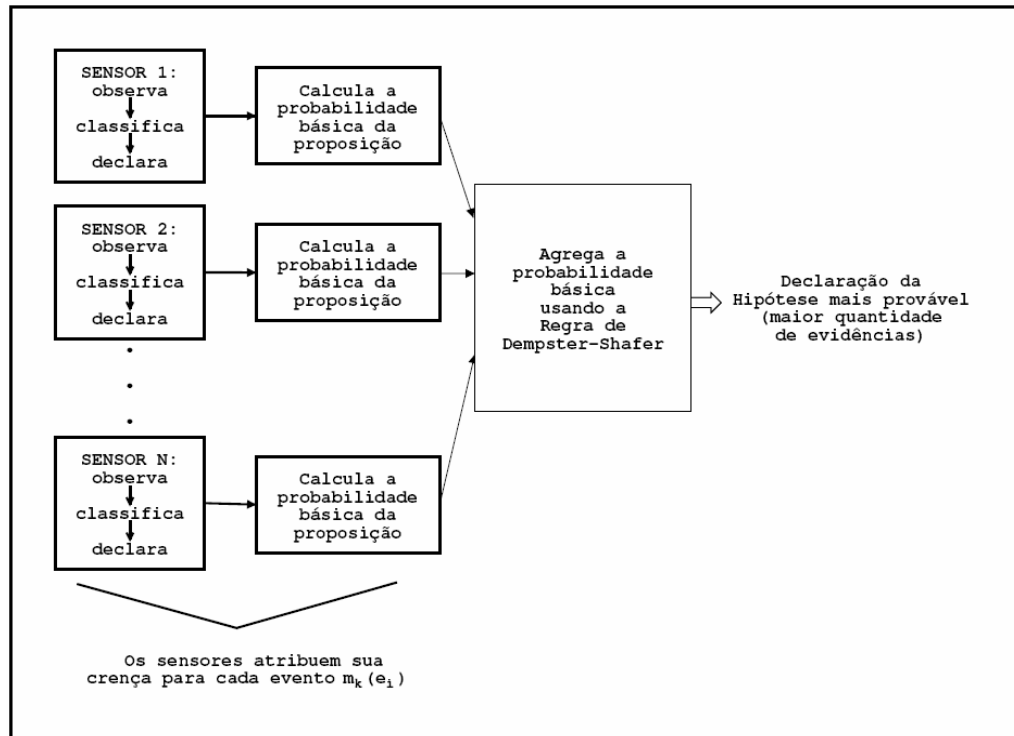 SENSOR 1:
observa
classifica
declara
Calcula a
probabilidade
básica da
proposição
SENSOR 2:
observa
classifica
declara
Calcula a
probabilidade
básica da
proposição
.
.
.
SENSOR N:
observa
classifica
declara
Calcula a
probabilidade
básica da
proposição
Agrega a
probabilidade
básica
usando a
Regra de
Dempster-Shafer
Declaração da
Hipótese mais provável
(maior quantidade
de evidências)
Os sensores atribuem sua
crença para cada evento mₖ(eᵢ)